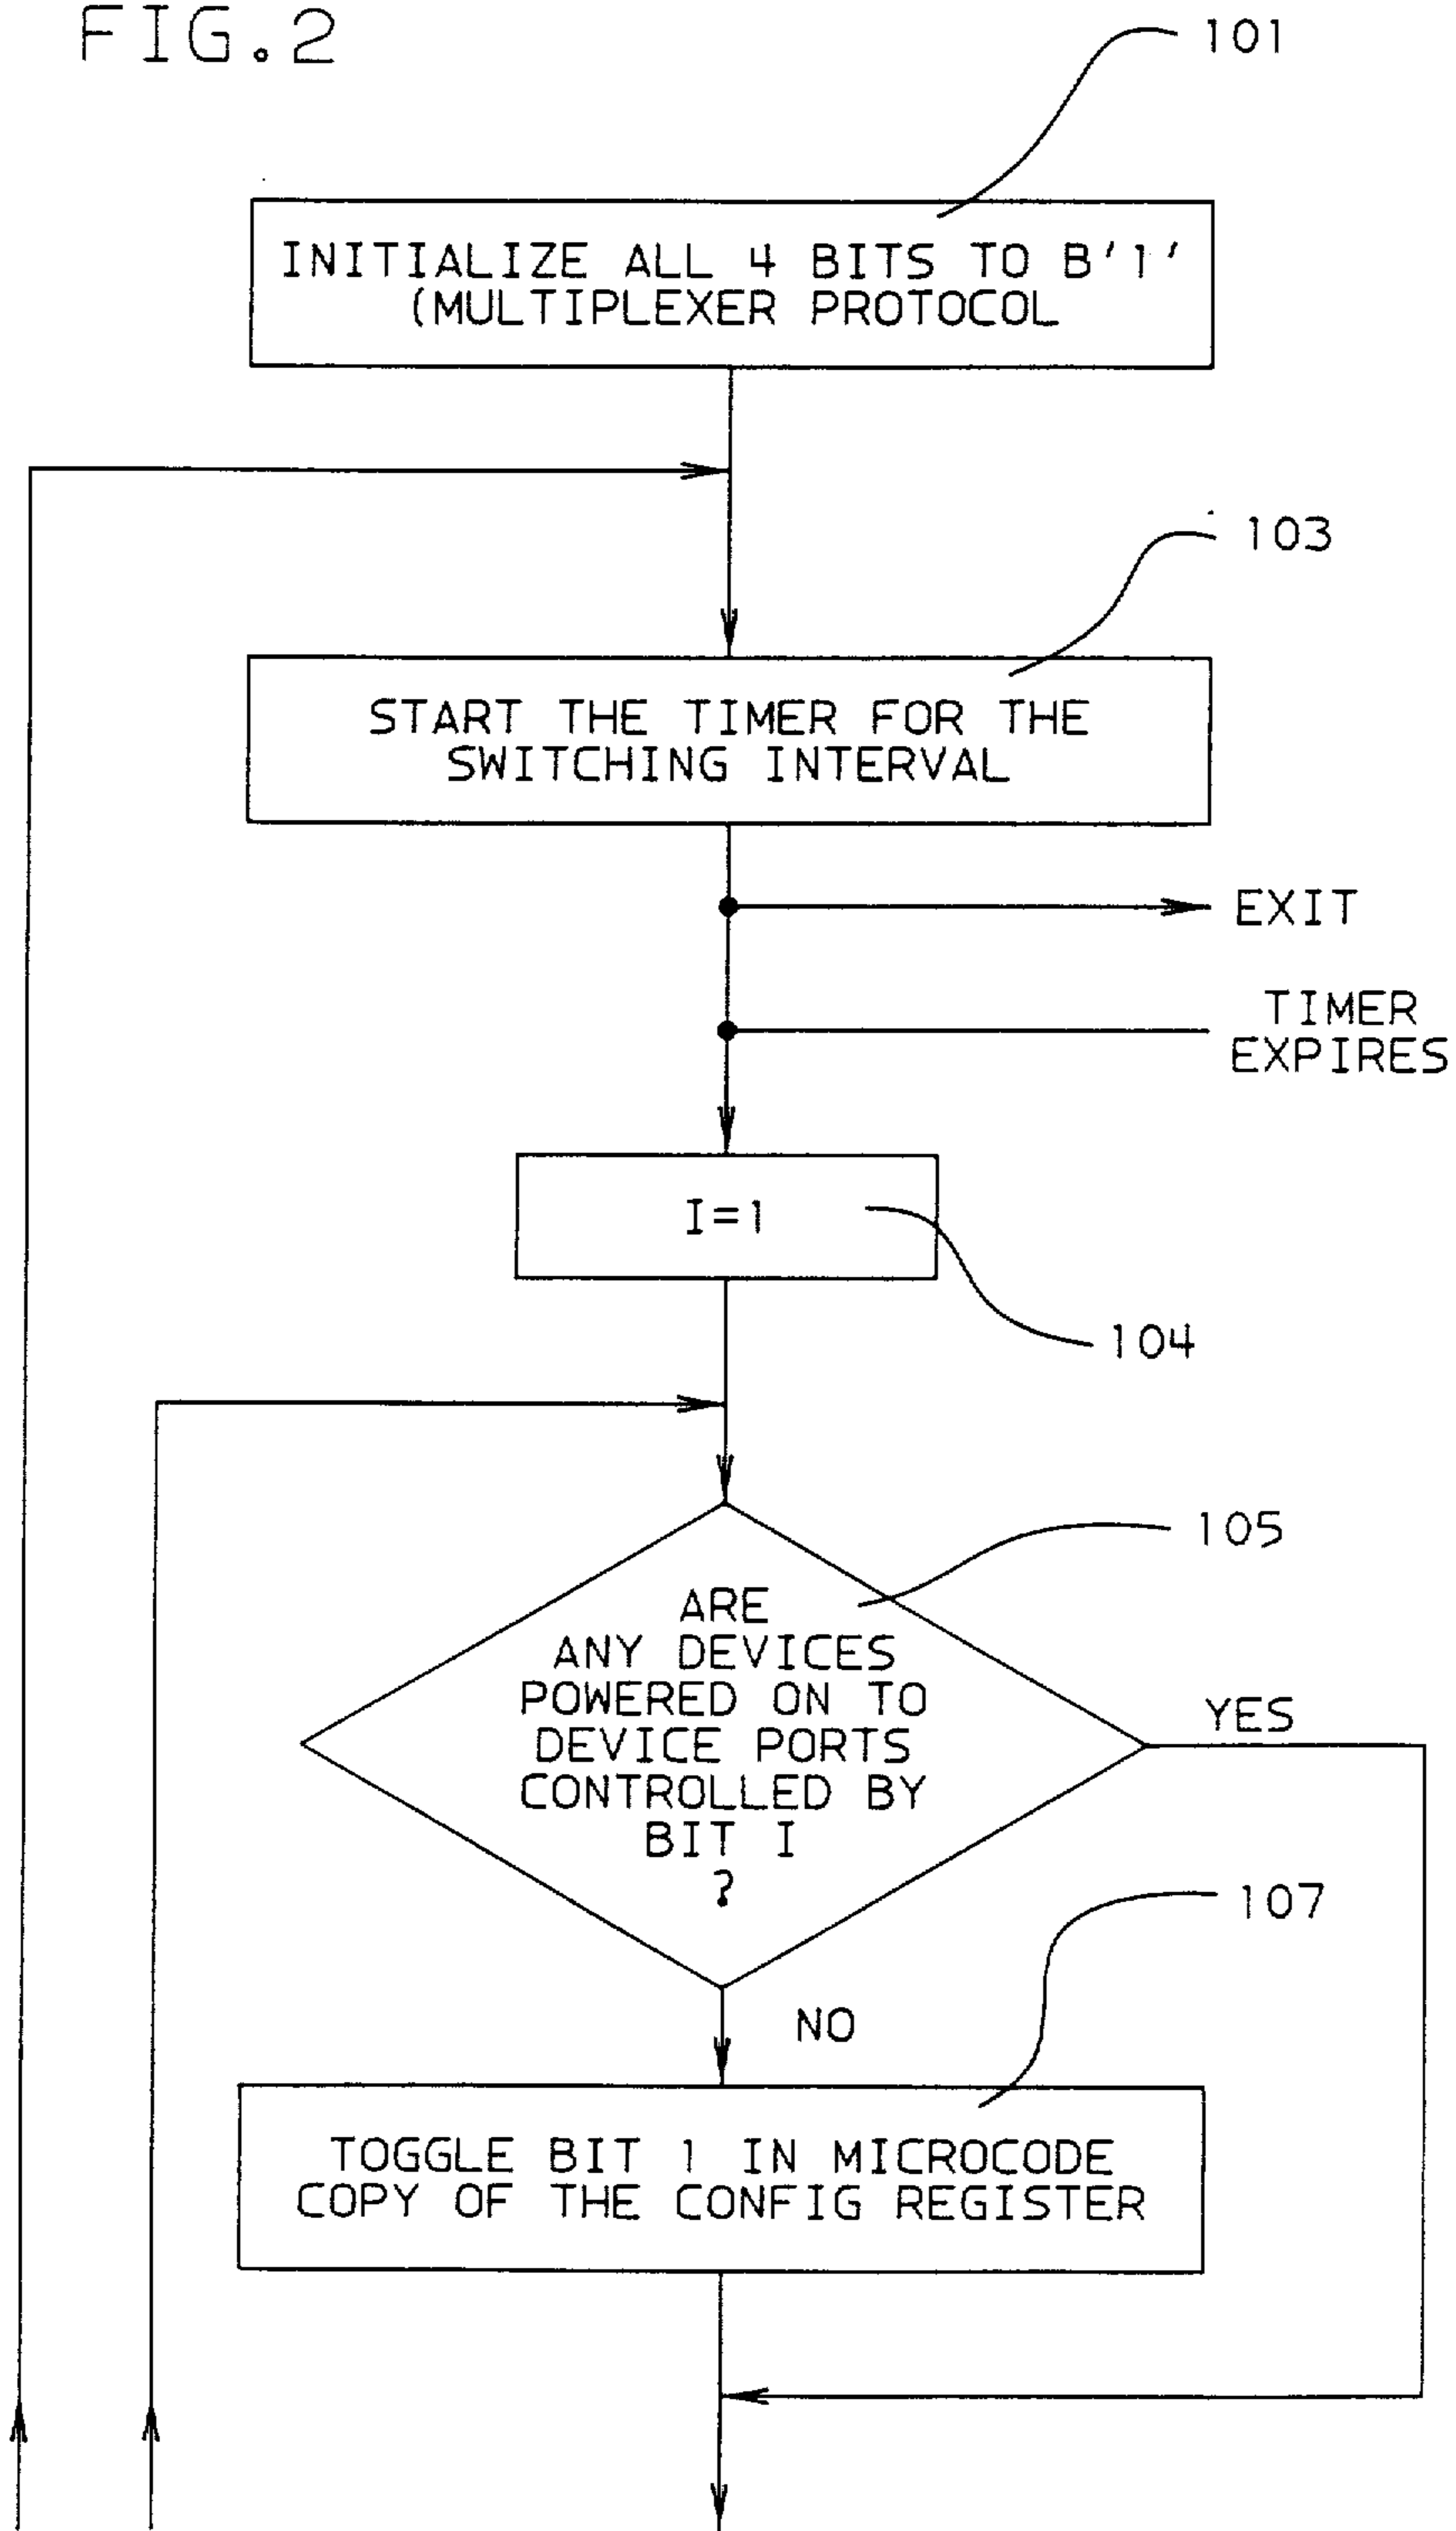 FIG.2
101
INITIALIZE ALL 4 BITS TO B'1'
(MULTIPLEXER PROTOCOL
103
START THE TIMER FOR THE
SWITCHING INTERVAL
EXIT
TIMER
EXPIRES
I=1
104
105
ARE
ANY DEVICES
POWERED ON TO
DEVICE PORTS
CONTROLLED BY
BIT I
?
YES
107
NO
TOGGLE BIT 1 IN MICROCODE
COPY OF THE CONFIG REGISTER